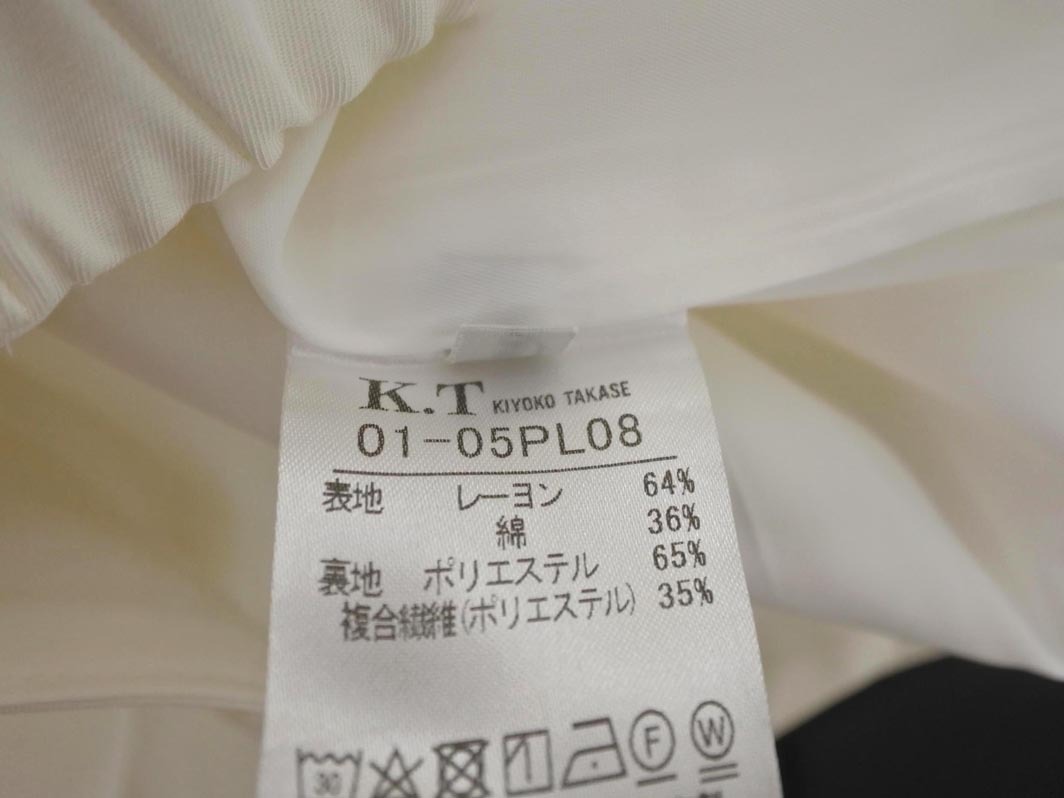 K.T KIYOKO TAKASE
01-05PL08
表地 レーヨン 64%
綿 36%
裏地 ポリエステル 65%
複合繊維(ポリエステル) 35%
30 F W